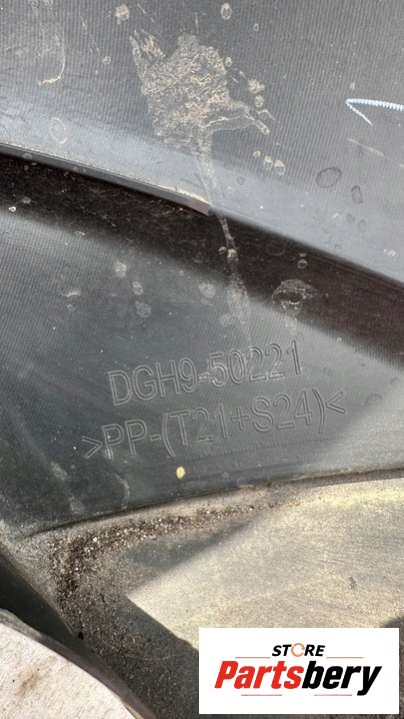 DGH9-50221
>PP-(T21+S24)<
STORE
Partsbery